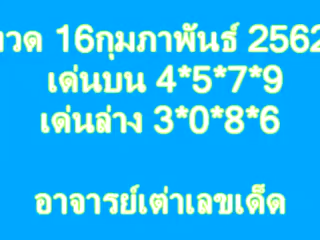 งวด 16กุมภาพันธ์ 2562
เด่นบน 4*5*7*9
เด่นล่าง 3*0*8*6
อาจารย์เต่าเลขเด็ด